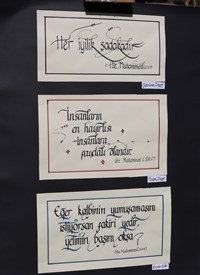 Her iyilik sadakadır
Hz. Muhammed (s.a.v)
İnsanların
en hayırlısı
insanlara
faydalı olandır.
Hz. Muhammed (S.A.V)
Eğer kalbinin yumuşamasını
istiyorsan fakiri yedir,
yetimin başını okşa
Hz. Muhammed (s.a.v)